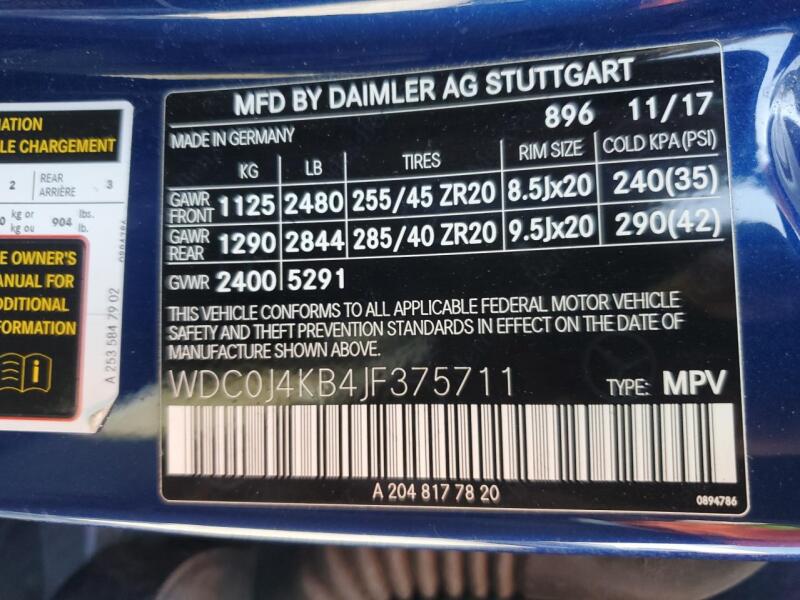 MATION
LE CHARGEMENT
2 REAR ARRIÈRE 3
0 kg or kg ou 904 lbs. lb.
0894786
E OWNER'S
ANUAL FOR
DDITIONAL
FORMATION
i
A 253 584 79 02
MFD BY DAIMLER AG STUTTGART
896 11/17
MADE IN GERMANY
KG LB TIRES RIM SIZE COLD KPA (PSI)
GAWR FRONT 1125 2480 255/45 ZR20 8.5Jx20 240(35)
GAWR REAR 1290 2844 285/40 ZR20 9.5Jx20 290(42)
GVWR 2400 5291
THIS VEHICLE CONFORMS TO ALL APPLICABLE FEDERAL MOTOR VEHICLE
SAFETY AND THEFT PREVENTION STANDARDS IN EFFECT ON THE DATE OF
MANUFACTURE SHOWN ABOVE.
WDC0J4KB4JF375711 TYPE: MPV
A 204 817 78 20
0894786